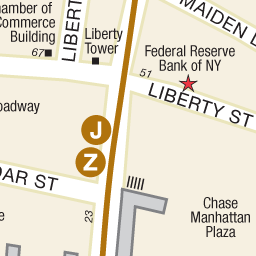 MAIDEN
hamber of
Commerce
Building
67
LIBERT
Liberty
Tower
Federal Reserve
Bank of NY
51
LIBERTY ST
oadway
J
Z
DAR ST
23
Chase
Manhattan
Plaza
e